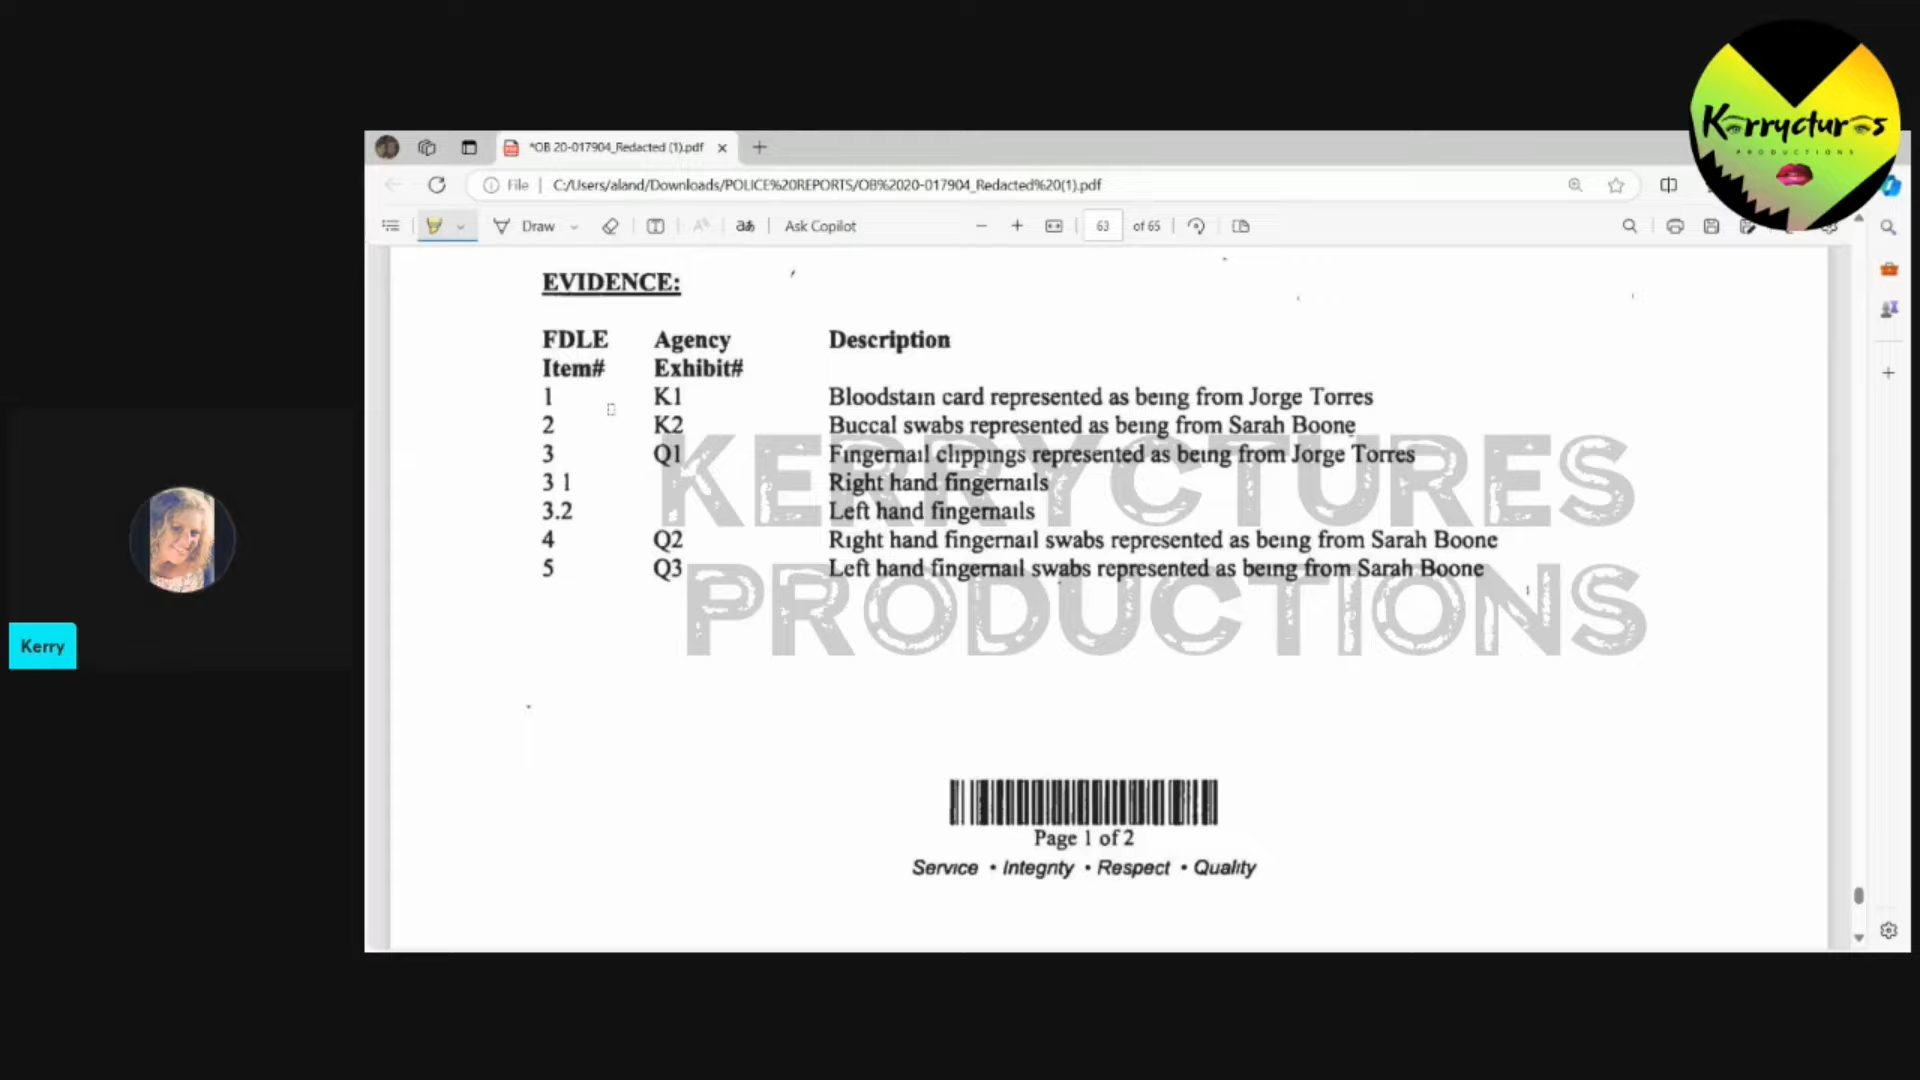 Kerryctures
PRODUCTIONS
*OB 20-017904_Redacted (1).pdf
File | C:/Users/aland/Downloads/POLICE%20REPORTS/OB%2020-017904_Redacted%20(1).pdf
Draw
Ask Copilot
63 of 65
EVIDENCE:
FDLE Agency Description
Item# Exhibit#
1 K1 Bloodstain card represented as being from Jorge Torres
2 K2 Buccal swabs represented as being from Sarah Boone
3 Q1 Fingernail clippings represented as being from Jorge Torres
3 1 Right hand fingernails
3.2 Left hand fingernails
4 Q2 Right hand fingernail swabs represented as being from Sarah Boone
5 Q3 Left hand fingernail swabs represented as being from Sarah Boone
KERRYCTURES
PRODUCTIONS
Kerry
Page 1 of 2
Service • Integrity • Respect • Quality